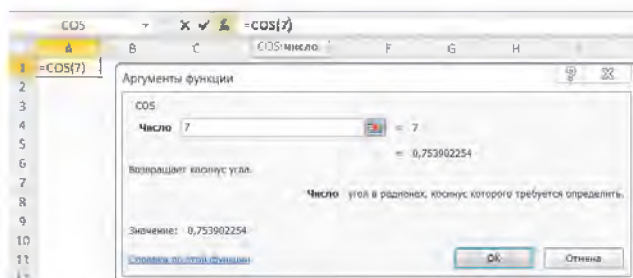 COS =COS(7)
COS(число)
A B C F G H I
1 =COS(7)
2
3
4
5
6
7
8
9
10
11
Аргументы функции
COS
Число 7 = 7
= 0,753902254
Возвращает косинус угла.
Число угол в радианах, косинус которого требуется определить.
Значение: 0,753902254
Справка по этой функции
OK Отмена